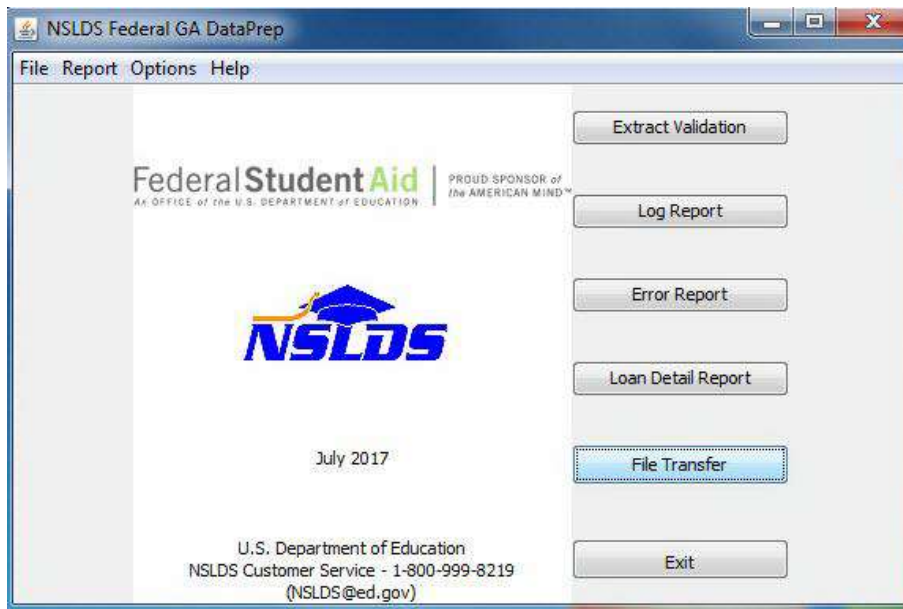 NSLDS Federal GA DataPrep
File Report Options Help
Federal Student Aid
An OFFICE of the U.S. DEPARTMENT of EDUCATION
PROUD SPONSOR of
the AMERICAN MIND™
NSLDS
July 2017
U.S. Department of Education
NSLDS Customer Service - 1-800-999-8219
(NSLDS@ed.gov)
Extract Validation
Log Report
Error Report
Loan Detail Report
File Transfer
Exit